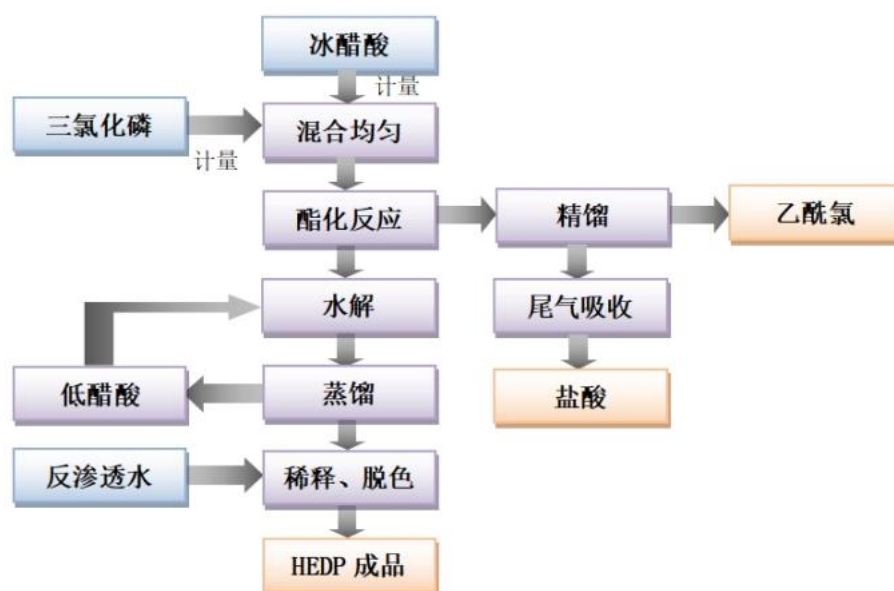 冰醋酸
计量
三氯化磷
计量
混合均匀
酯化反应
精馏
乙酰氯
水解
尾气吸收
低醋酸
蒸馏
盐酸
反渗透水
稀释、脱色
HEDP 成品